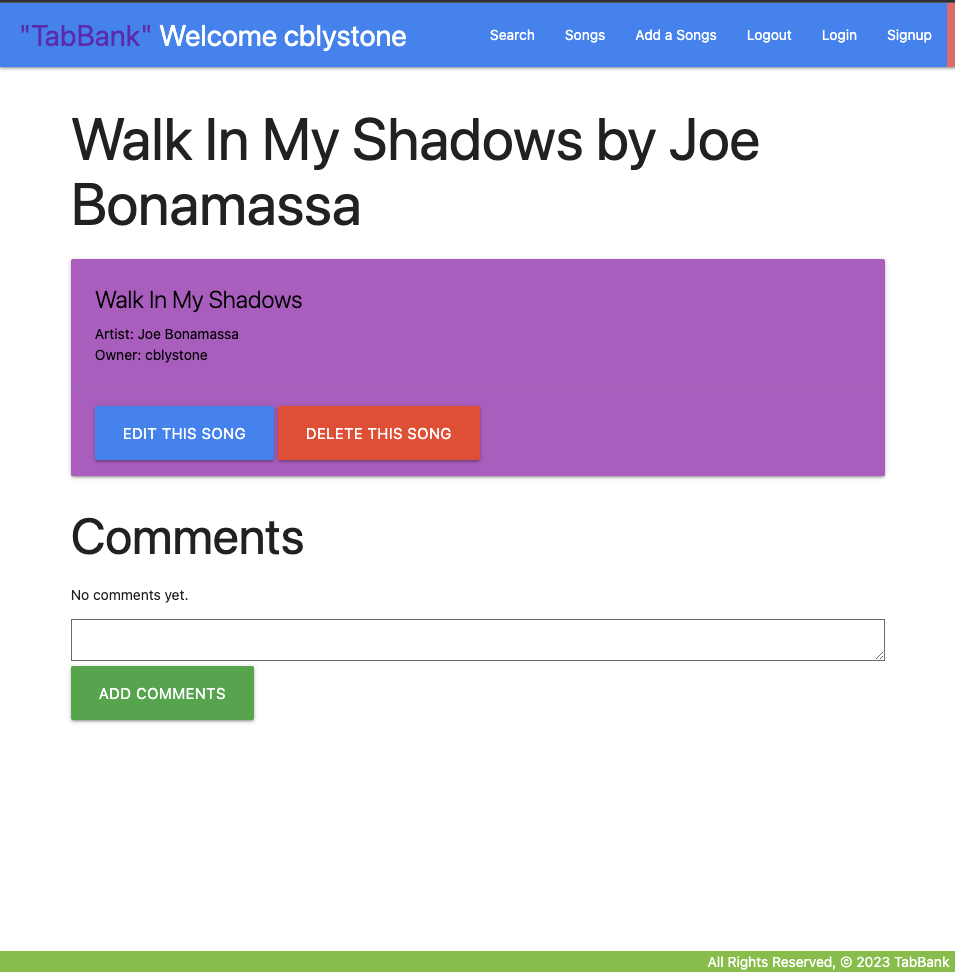 "TabBank" Welcome cblystone Search Songs Add a Songs Logout Login Signup
Walk In My Shadows by Joe
Bonamassa
Walk In My Shadows
Artist: Joe Bonamassa
Owner: cblystone
EDIT THIS SONG DELETE THIS SONG
Comments
No comments yet.
ADD COMMENTS
All Rights Reserved, © 2023 TabBank